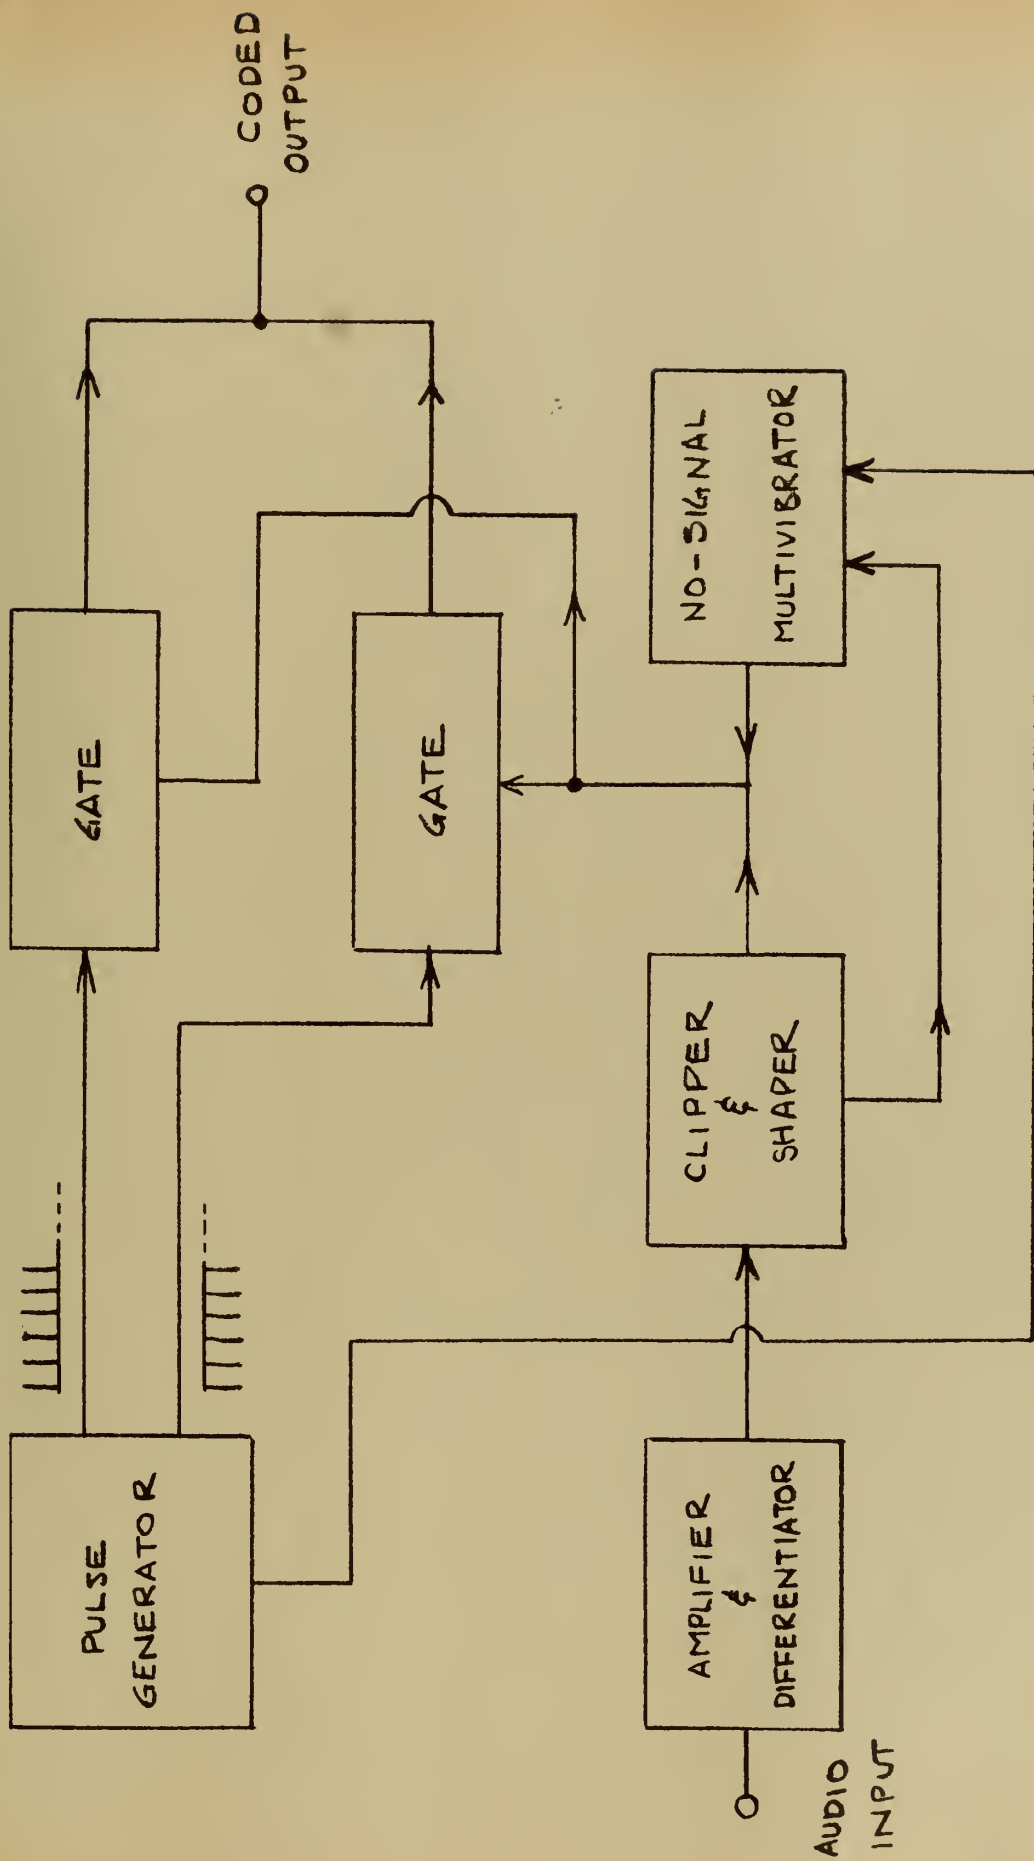 PULSE
GENERATOR
GATE
GATE
CODED
OUTPUT
AUDIO
INPUT
AMPLIFIER
&
DIFFERENTIATOR
CLIPPER
&
SHAPER
NO-SIGNAL
MULTIVIBRATOR